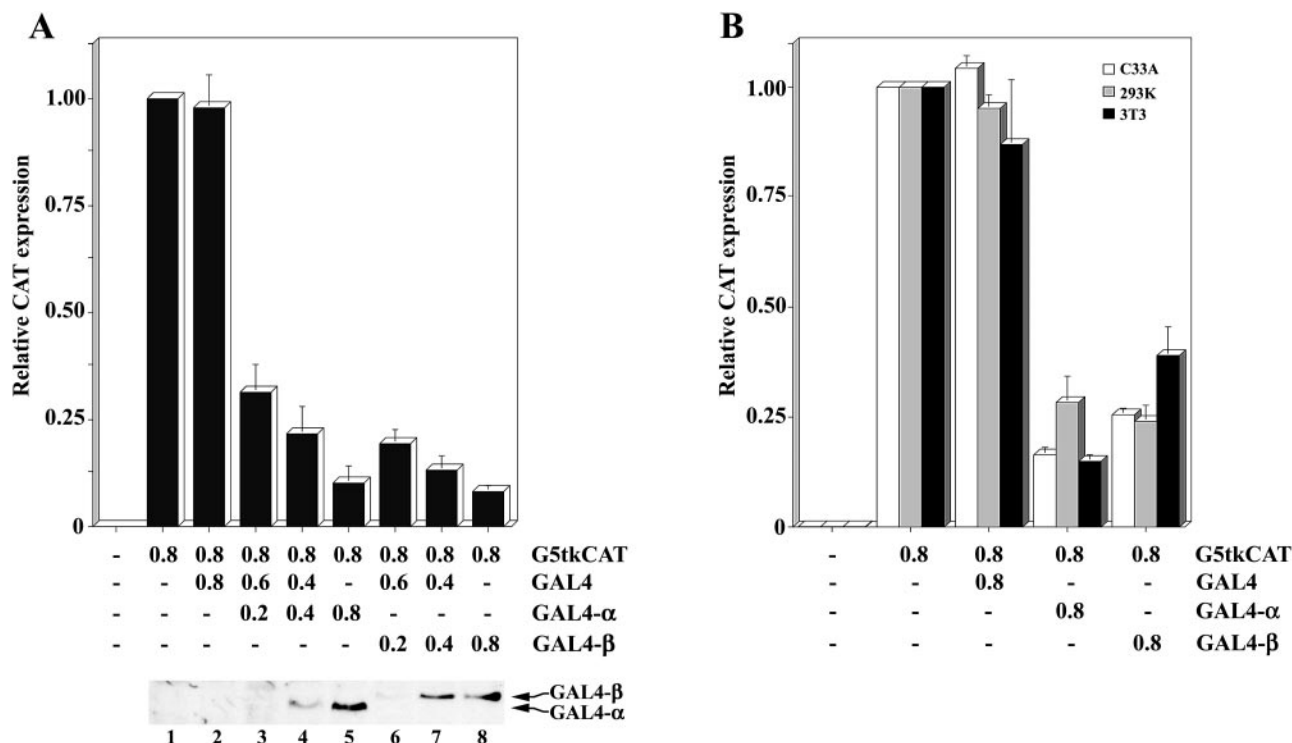 A
Relative CAT expression
1.00
0.75
0.50
0.25
0
- 0.8 0.8 0.8 0.8 0.8 0.8 0.8 0.8 G5tkCAT
- - 0.8 0.6 0.4 - 0.6 0.4 - GAL4
- - - 0.2 0.4 0.8 - - - GAL4-α
- - - - - - 0.2 0.4 0.8 GAL4-β
GAL4-β
GAL4-α
1 2 3 4 5 6 7 8
B
Relative CAT expression
1.00
0.75
0.50
0.25
0
C33A
293K
3T3
- 0.8 0.8 0.8 0.8 G5tkCAT
- - 0.8 - - GAL4
- - - 0.8 - GAL4-α
- - - - 0.8 GAL4-β